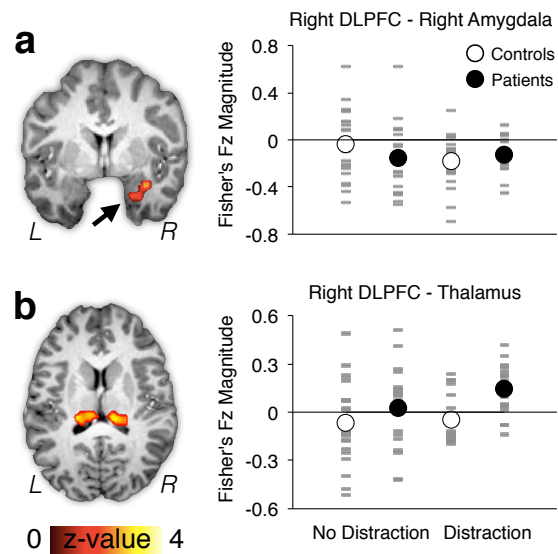 a
Right DLPFC - Right Amygdala
Fisher's Fz Magnitude
0.8
0.4
0
-0.4
-0.8
Controls
Patients
L
R
b
Right DLPFC - Thalamus
Fisher's Fz Magnitude
0.6
0.3
0
-0.3
-0.6
L
R
0 z-value 4
No Distraction Distraction